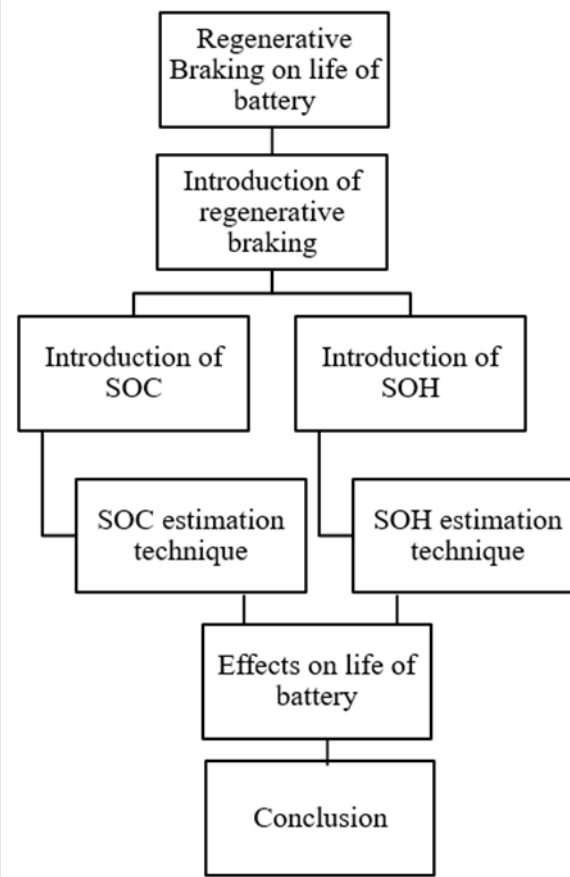 Regenerative
Braking on life of
battery
Introduction of
regenerative
braking
Introduction of
SOC
Introduction of
SOH
SOC estimation
technique
SOH estimation
technique
Effects on life of
battery
Conclusion